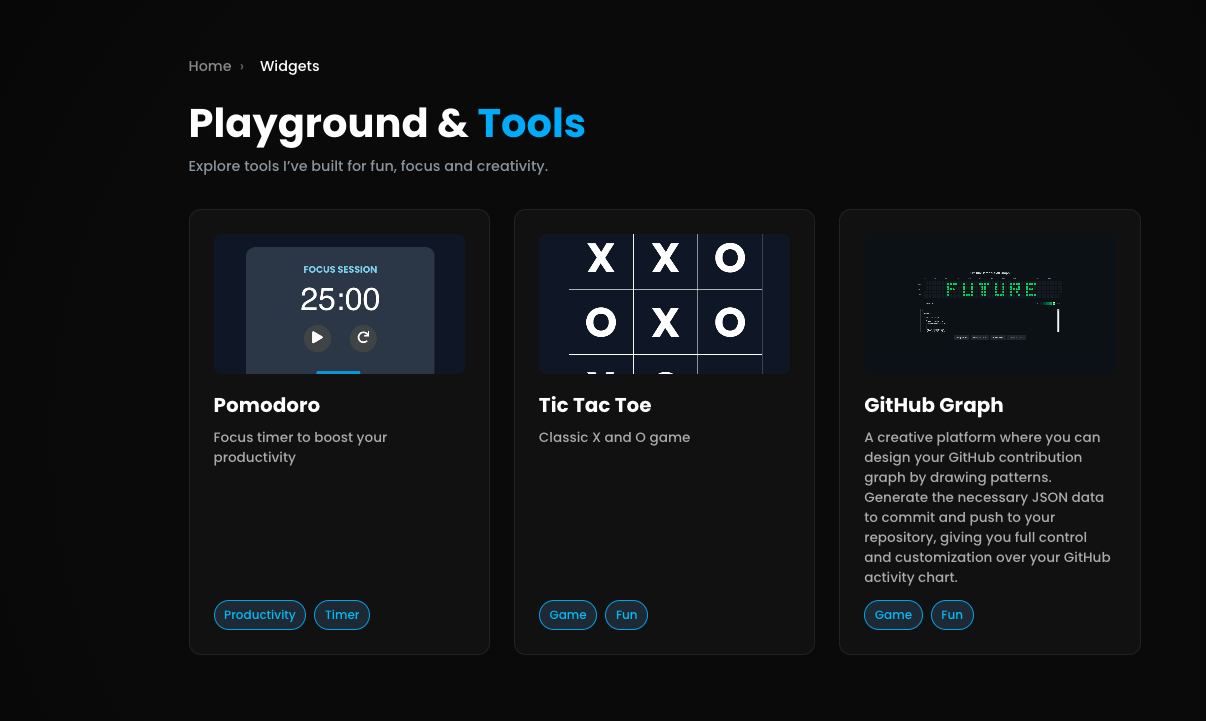 Home › Widgets
Playground & Tools
Explore tools I’ve built for fun, focus and creativity.
FOCUS SESSION
25:00
Pomodoro
Focus timer to boost your
productivity
Productivity
Timer
X X O
O X O
Tic Tac Toe
Classic X and O game
Game
Fun
FUTURE
GitHub Graph
A creative platform where you can
design your GitHub contribution
graph by drawing patterns.
Generate the necessary JSON data
to commit and push to your
repository, giving you full control
and customization over your GitHub
activity chart.
Game
Fun